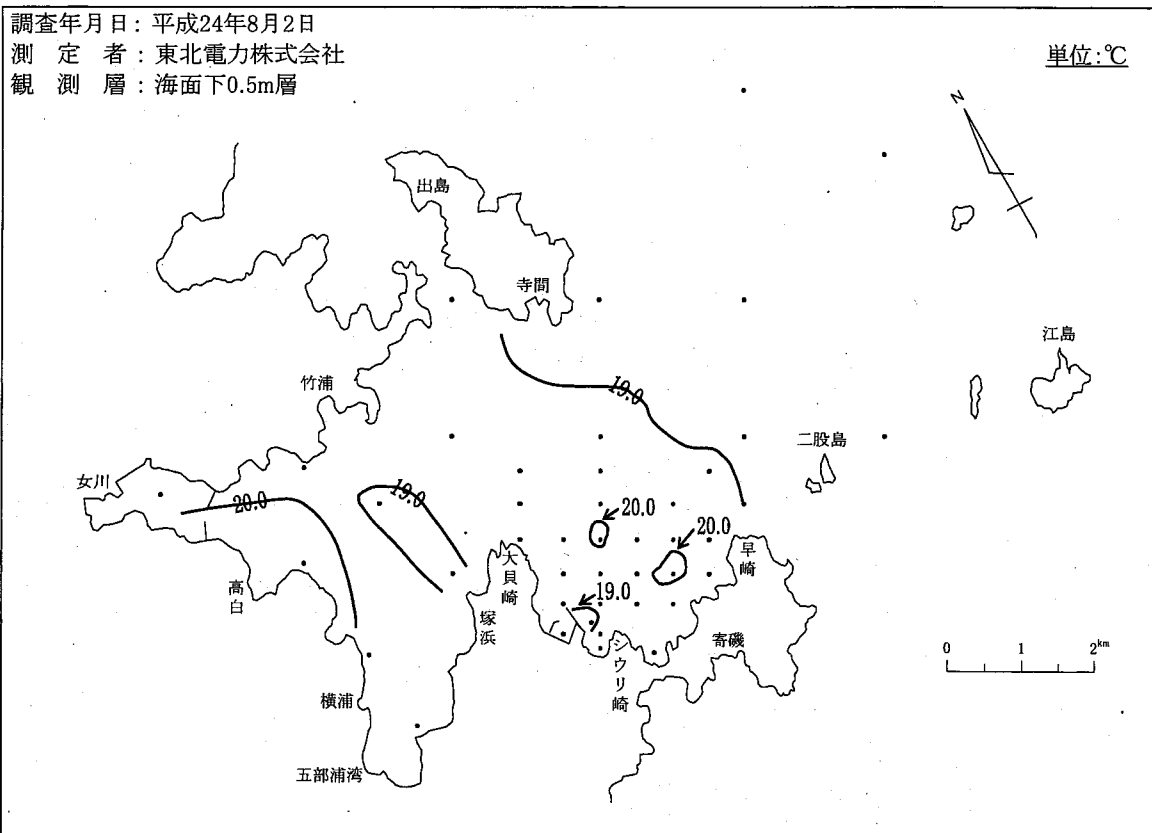 調査年月日：平成24年8月2日
測定者：東北電力株式会社
観測層：海面下0.5m層
単位：℃
N
出島
寺間
江島
竹浦
19.0
二股島
女川
20.0
19.0
20.0
20.0
大貝崎
早崎
高白
19.0
塚浜
シウリ崎
寄磯
0 1 2km
横浦
五部浦湾